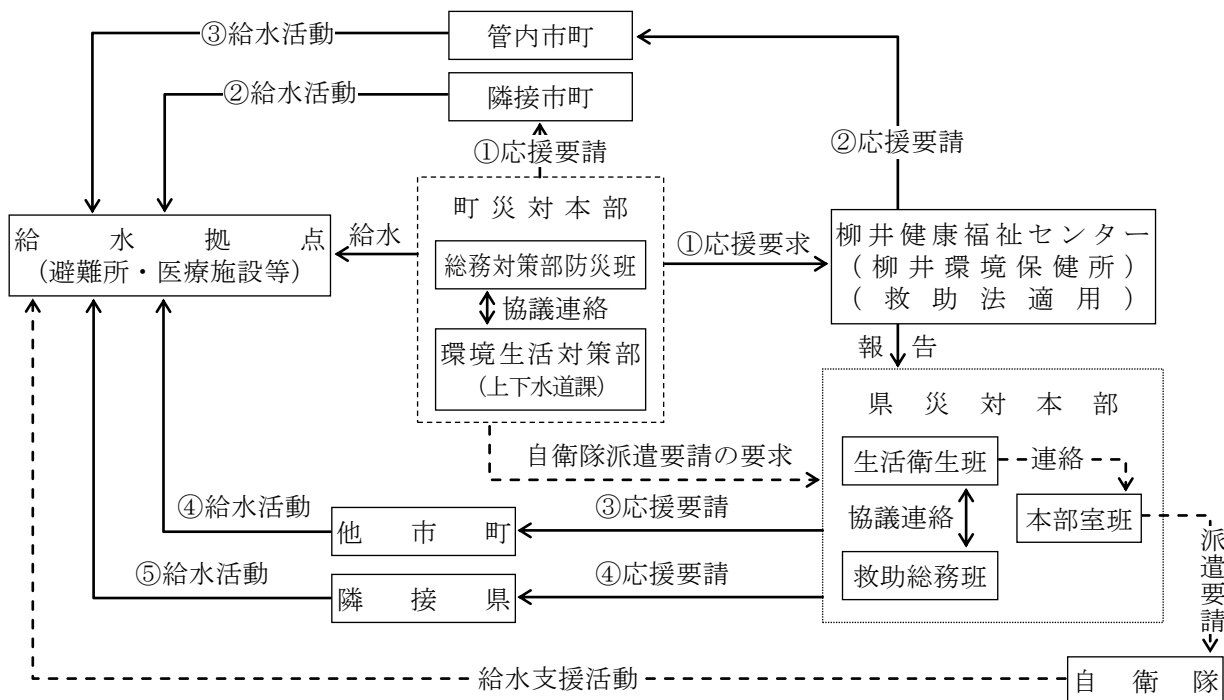 ③給水活動
管内市町
②給水活動
隣接市町
①応援要請
②応援要請
町災対本部
給水拠点
(避難所・医療施設等)
給水
総務対策部防災班
協議連絡
環境生活対策部
(上下水道課)
①応援要求
柳井健康福祉センター
(柳井環境保健所)
(救助法適用)
報告
県災対本部
自衛隊派遣要請の要求
生活衛生班
連絡
協議連絡
本部室班
救助総務班
派遣要請
④給水活動
他市町
③応援要請
⑤給水活動
隣接県
④応援要請
給水支援活動
自衛隊